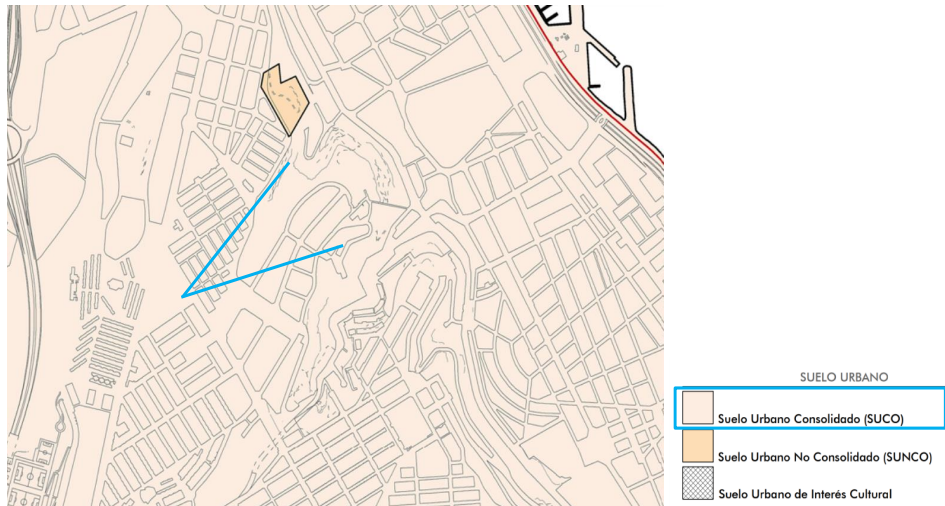 SUELO URBANO
Suelo Urbano Consolidado (SUCO)
Suelo Urbano No Consolidado (SUNCO)
Suelo Urbano de Interés Cultural